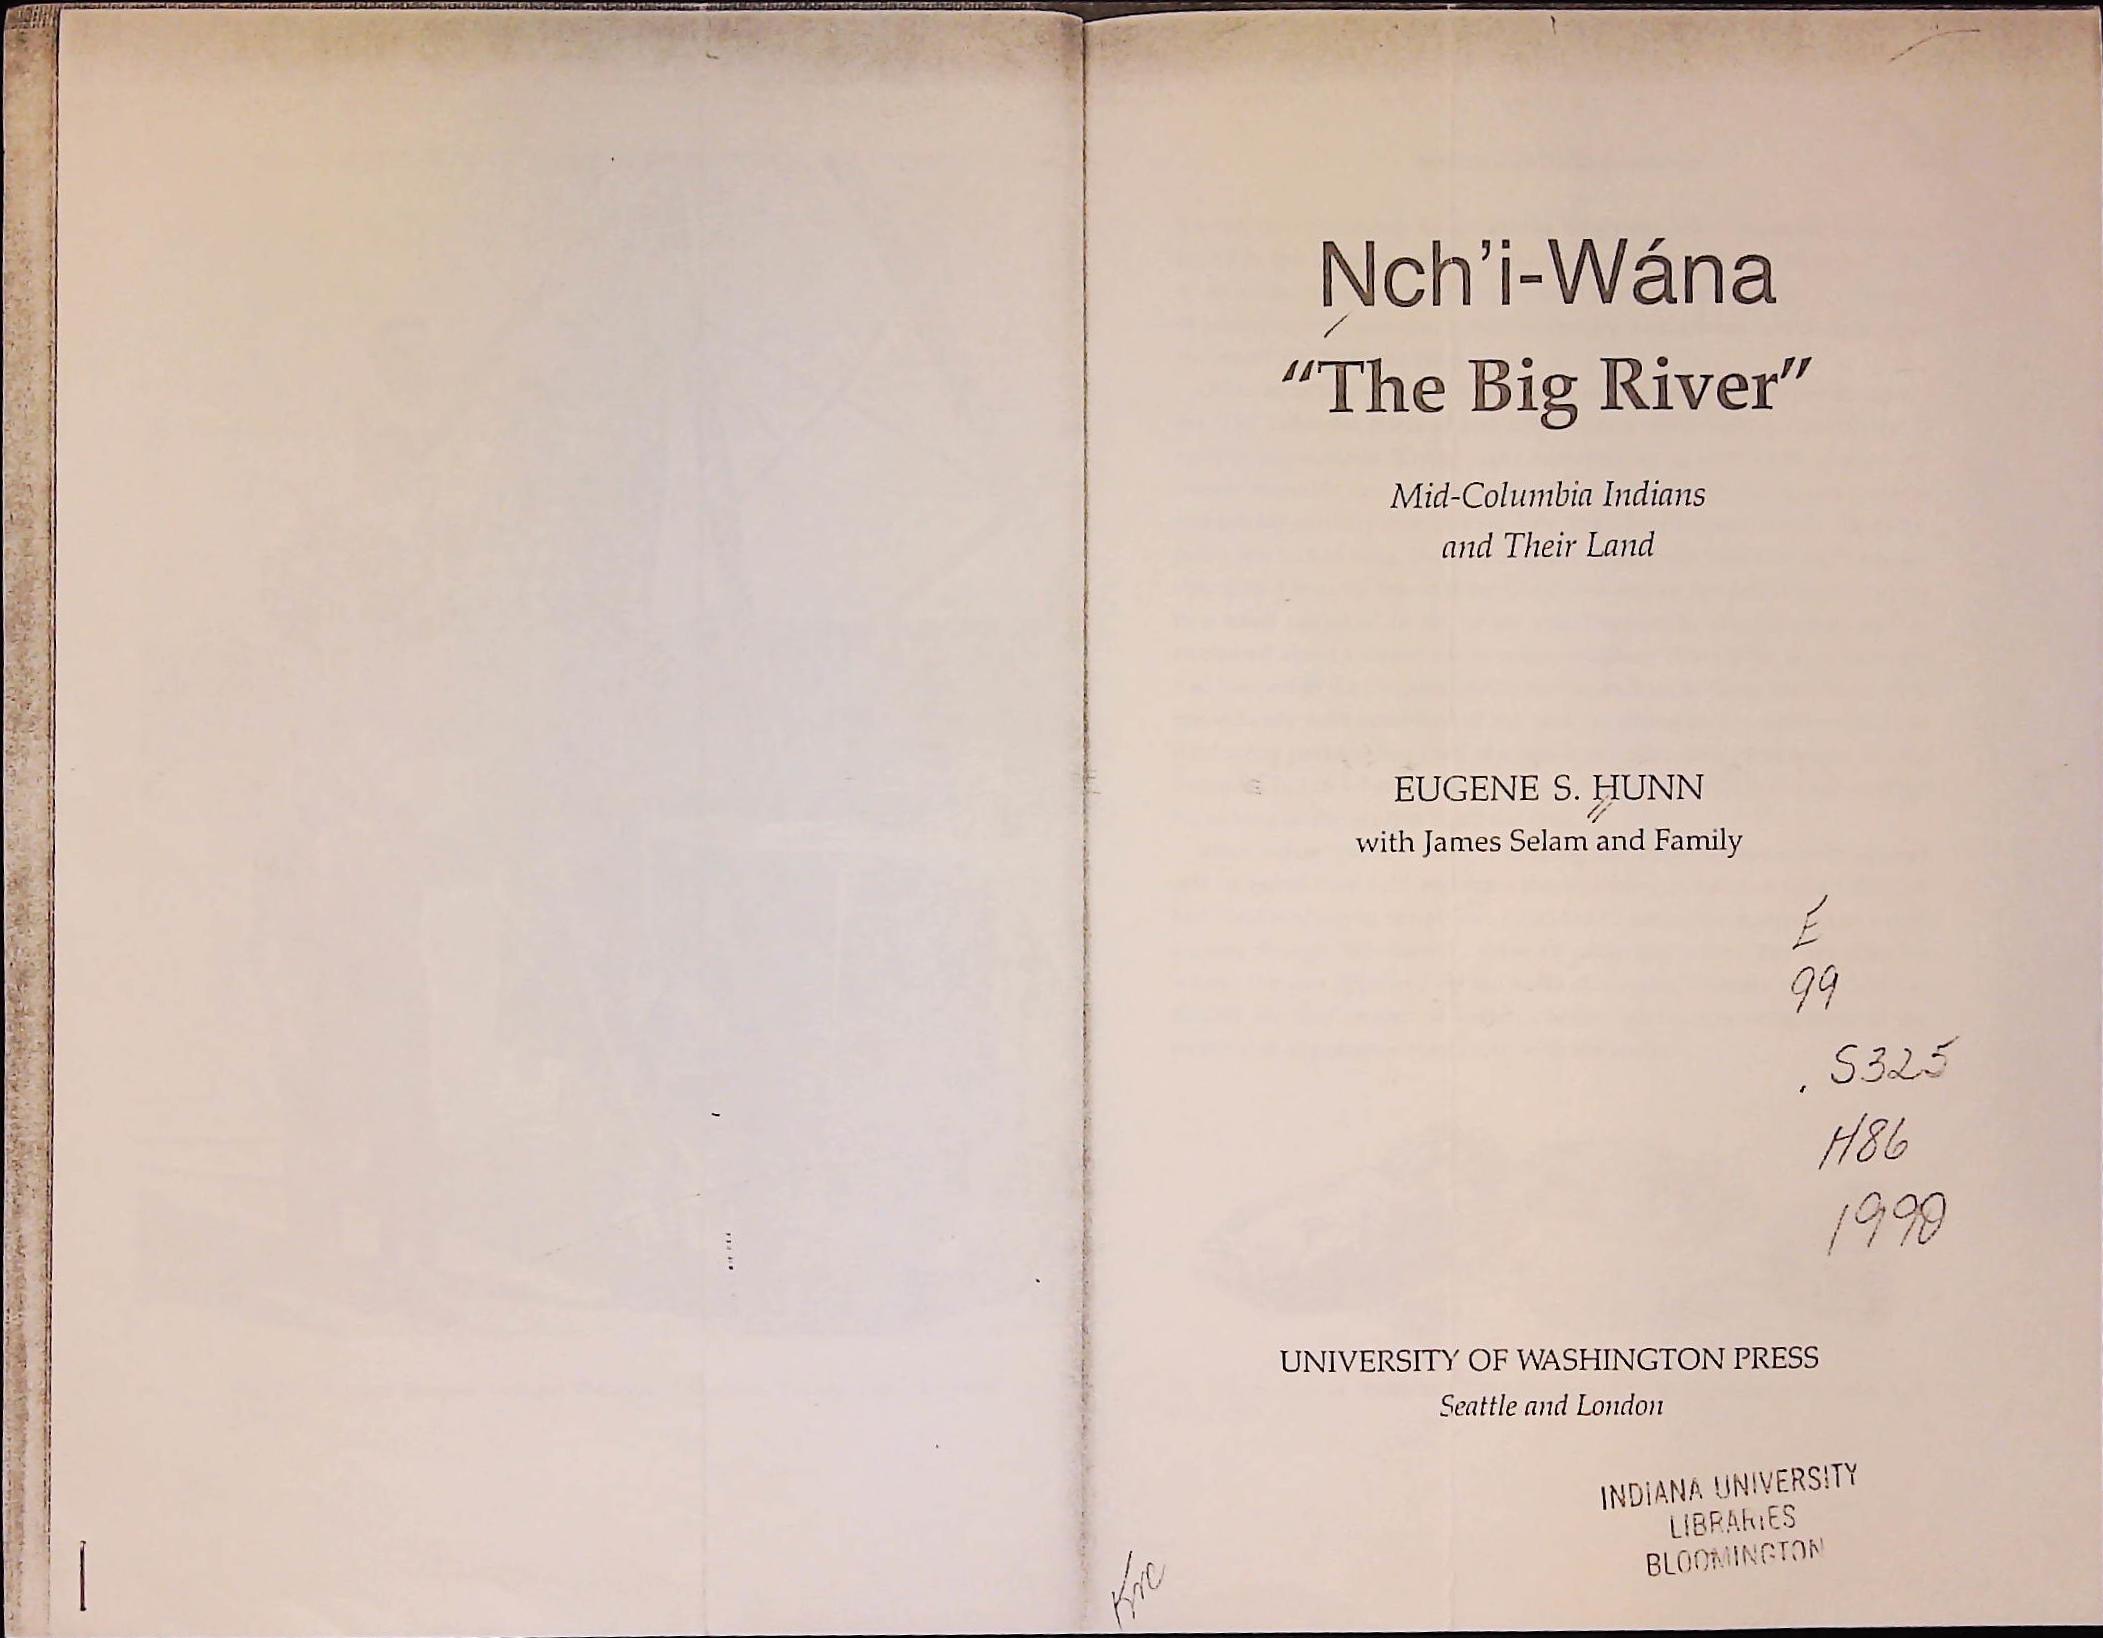 Nch'i-Wána
"The Big River"
Mid-Columbia Indians
and Their Land
EUGENE S. HUNN
with James Selam and Family
E
99
. S325
H86
1990
UNIVERSITY OF WASHINGTON PRESS
Seattle and London
INDIANA UNIVERSITY
LIBRARIES
BLOOMINGTON